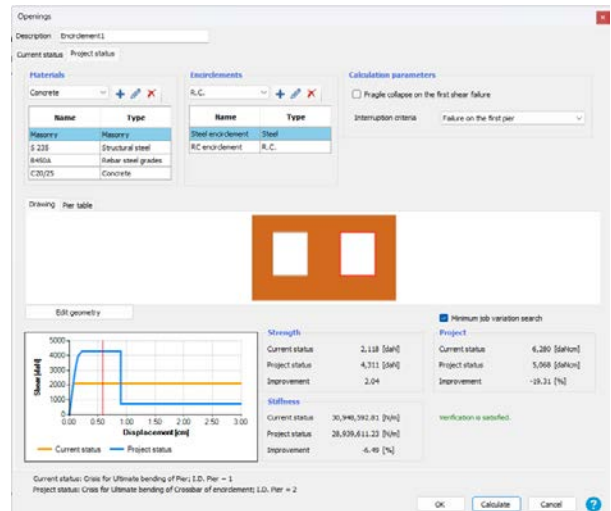 Openings
Description Encirclement1
Current status Project status
Materials
Concrete
Name Type
Masonry Masonry
S 235 Structural steel
B450A Rebar steel grades
C20/25 Concrete
Encirclements
R.C.
Name Type
Steel encirclement Steel
RC encirclement R.C.
Calculation parameters
Fragile collapse on the first shear failure
Interruption criteria Failure on the first pier
Drawing Pier table
Edit geometry
Minimum job variation search
Shear [daN]
5000
4000
3000
2000
1000
0
0.00 0.50 1.00 1.50 2.00 2.50 3.00
Displacement [cm]
Current status Project status
Strength
Current status 2,118 [daN]
Project status 4,311 [daN]
Improvement 2.04
Stiffness
Current status 30,948,592.81 [N/m]
Project status 28,939,611.23 [N/m]
Improvement -6.49 [%]
Project
Current status 6,280 [daNcm]
Project status 5,068 [daNcm]
Improvement -19.31 [%]
Verification is satisfied.
Current status: Crisis for Ultimate bending of Pier; I.D. Pier = 1
Project status: Crisis for Ultimate bending of Crossbar of encirclement; I.D. Pier = 2
OK Calculate Cancel ?